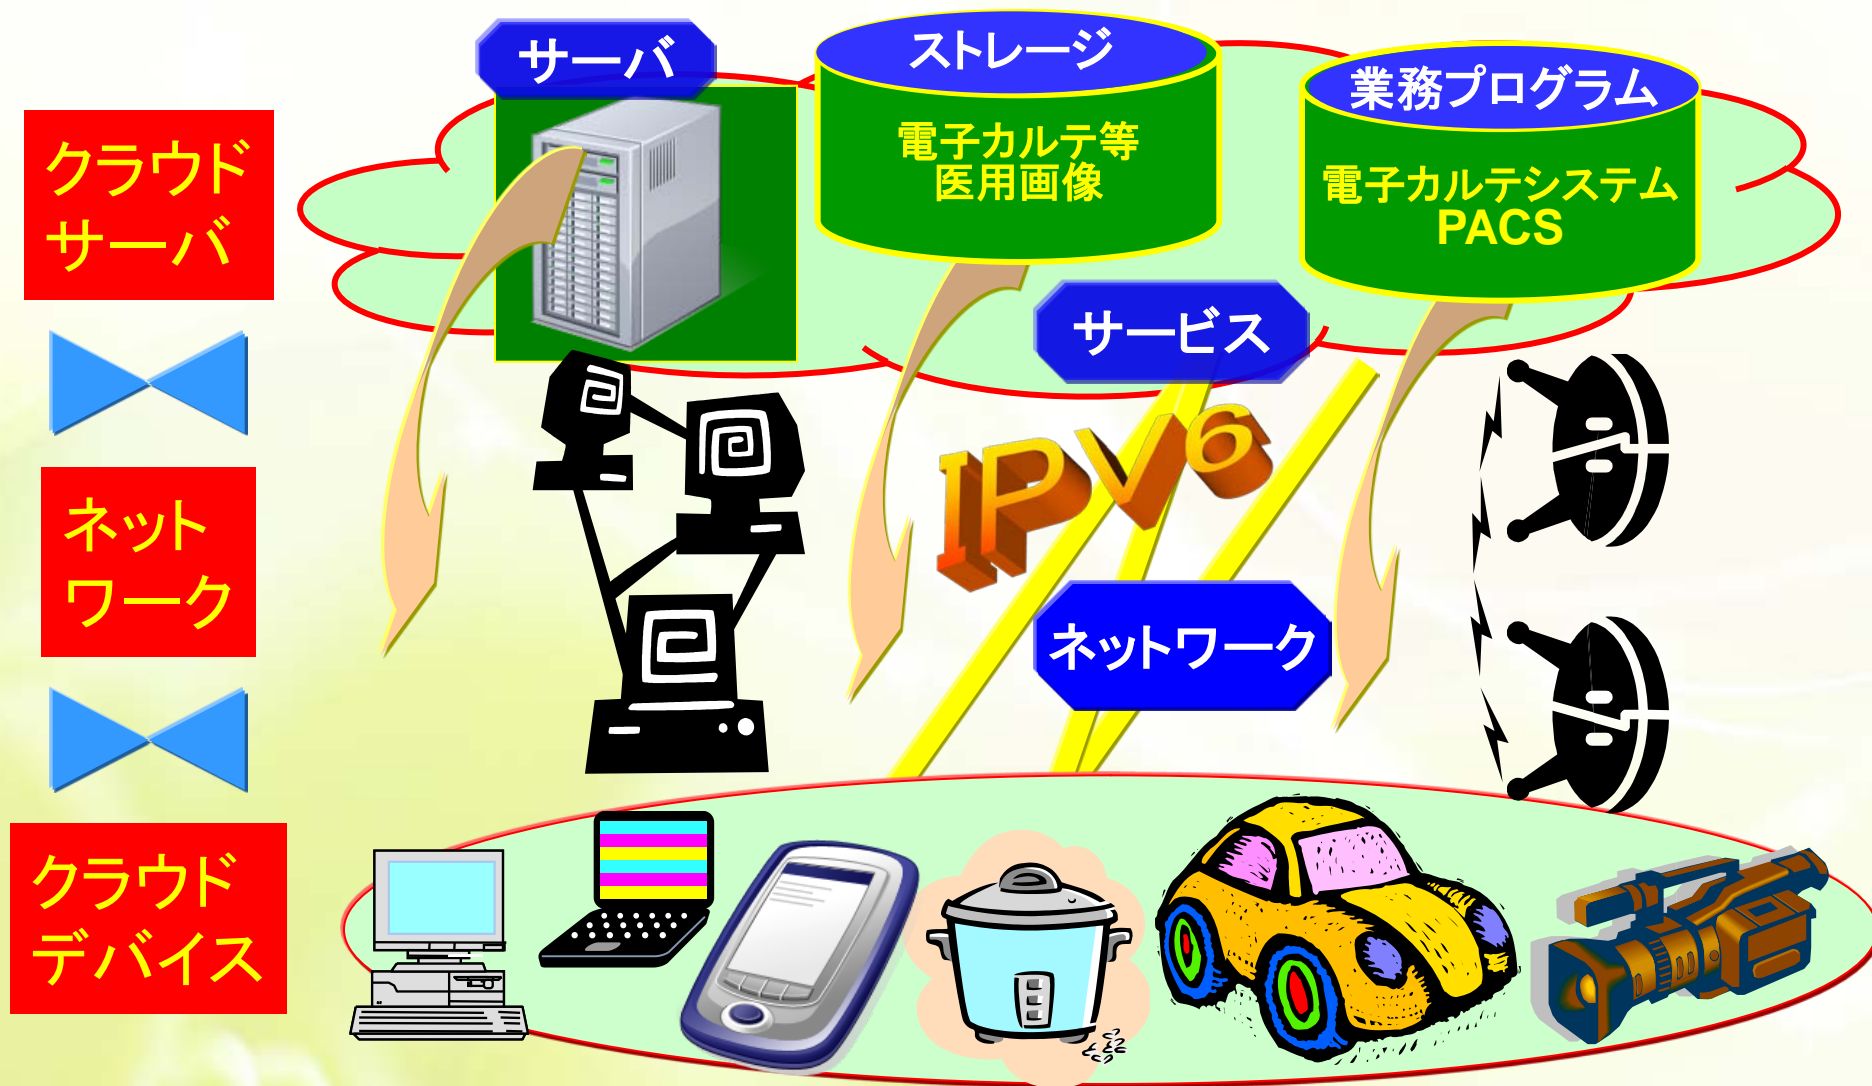 サーバ
ストレージ
業務プログラム
電子カルテ等
医用画像
電子カルテシステム
PACS
クラウド
サーバ
サービス
IPV6
ネット
ワーク
ネットワーク
クラウド
デバイス